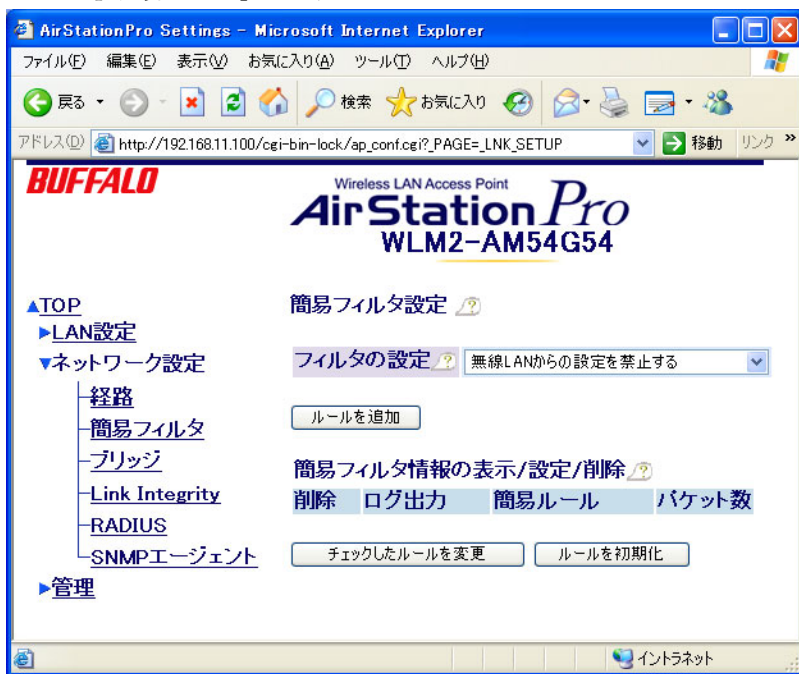 AirStationPro Settings - Microsoft Internet Explorer
ファイル(F) 編集(E) 表示(V) お気に入り(A) ツール(T) ヘルプ(H)
戻る 検索 お気に入り
アドレス(D) http://192.168.11.100/cgi-bin-lock/ap_conf.cgi?_PAGE=_LNK_SETUP 移動 リンク »
BUFFALO
Wireless LAN Access Point
AirStation Pro
WLM2-AM54G54
▲TOP
▶LAN設定
▼ネットワーク設定
経路
簡易フィルタ
ブリッジ
Link Integrity
RADIUS
SNMPエージェント
▶管理
簡易フィルタ設定
フィルタの設定 無線LANからの設定を禁止する
ルールを追加
簡易フィルタ情報の表示/設定/削除
削除 ログ出力 簡易ルール パケット数
チェックしたルールを変更 ルールを初期化
イントラネット